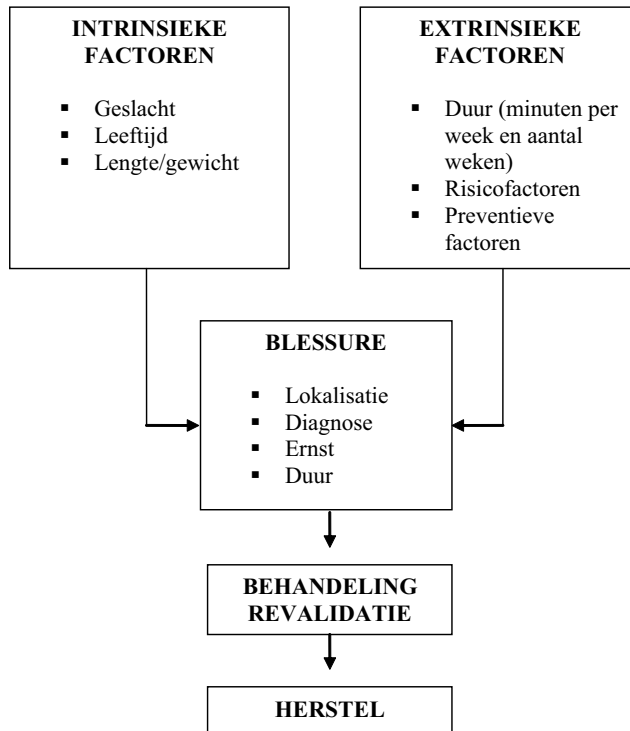 INTRINSIEKE
FACTOREN
▪ Geslacht
▪ Leeftijd
▪ Lengte/gewicht
EXTRINSIEKE
FACTOREN
▪ Duur (minuten per
week en aantal
weken)
▪ Risicofactoren
▪ Preventieve
factoren
BLESSURE
▪ Lokalisatie
▪ Diagnose
▪ Ernst
▪ Duur
BEHANDELING
REVALIDATIE
HERSTEL